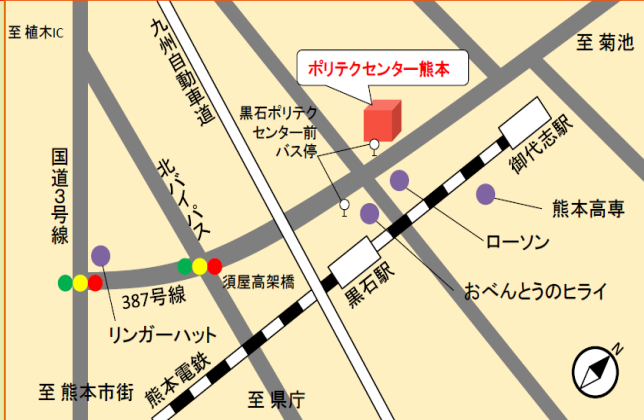 至 植木IC
九州自動車道
至 菊池
ポリテクセンター熊本
黒石ポリテク
センター前
バス停
御代志駅
国道3号線
北バイパス
熊本高専
ローソン
須屋高架橋
黒石駅
おべんとうのヒライ
387号線
リンガーハット
熊本電鉄
至 熊本市街
至 県庁
N